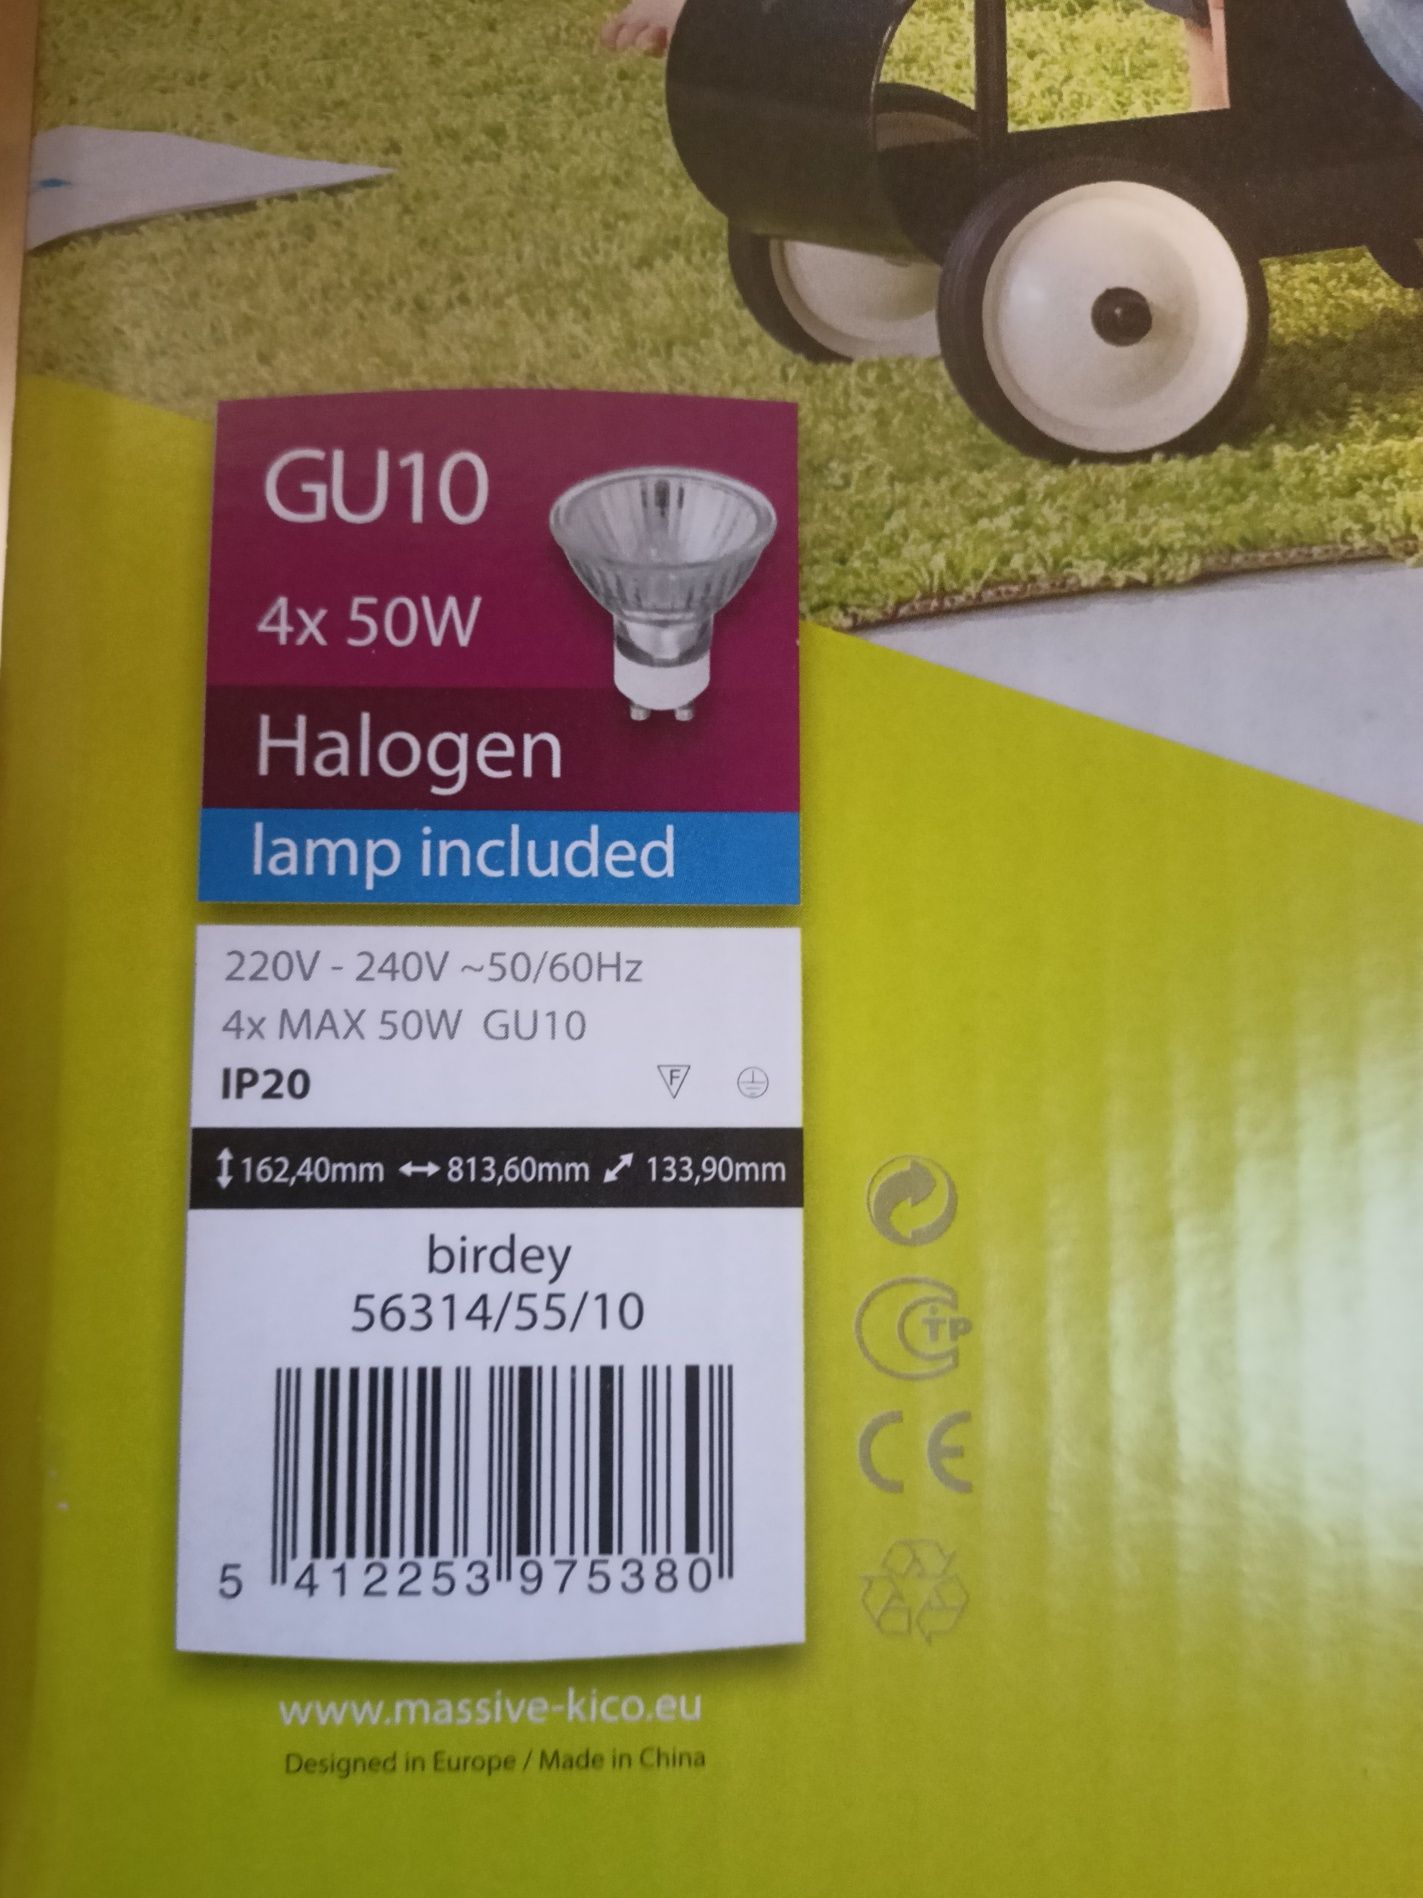 GU10
4x 50W
Halogen
lamp included
220V - 240V ~50/60Hz
4x MAX 50W GU10
IP20
F
162,40mm 813,60mm 133,90mm
birdey
56314/55/10
5 412253 975380
TP
CE
www.massive-kico.eu
Designed in Europe / Made in China